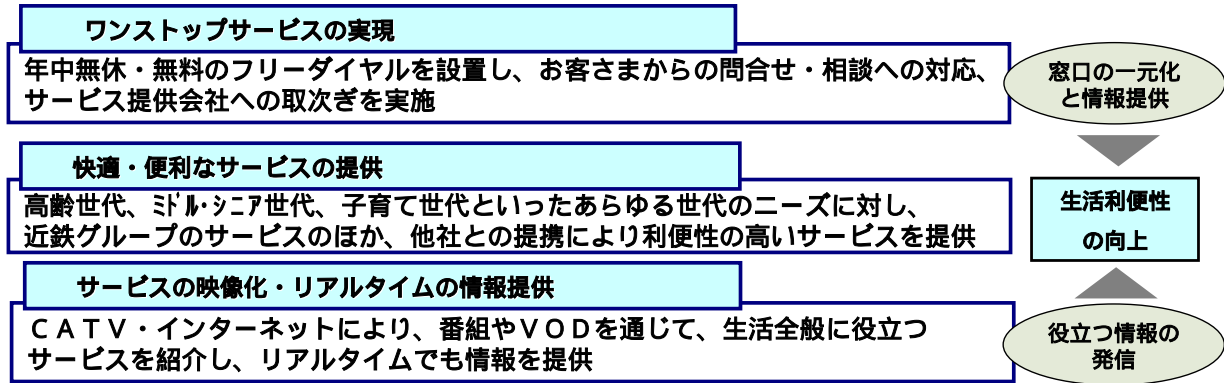 ワンストップサービスの実現
年中無休・無料のフリーダイヤルを設置し、お客さまからの問合せ・相談への対応、
サービス提供会社への取次ぎを実施
窓口の一元化
と情報提供
快適・便利なサービスの提供
高齢世代、ﾐﾄﾞﾙ・ｼﾆｱ世代、子育て世代といったあらゆる世代のニーズに対し、
近鉄グループのサービスのほか、他社との提携により利便性の高いサービスを提供
生活利便性
の向上
サービスの映像化・リアルタイムの情報提供
ＣＡＴＶ・インターネットにより、番組やＶＯＤを通じて、生活全般に役立つ
サービスを紹介し、リアルタイムでも情報を提供
役立つ情報の
発信